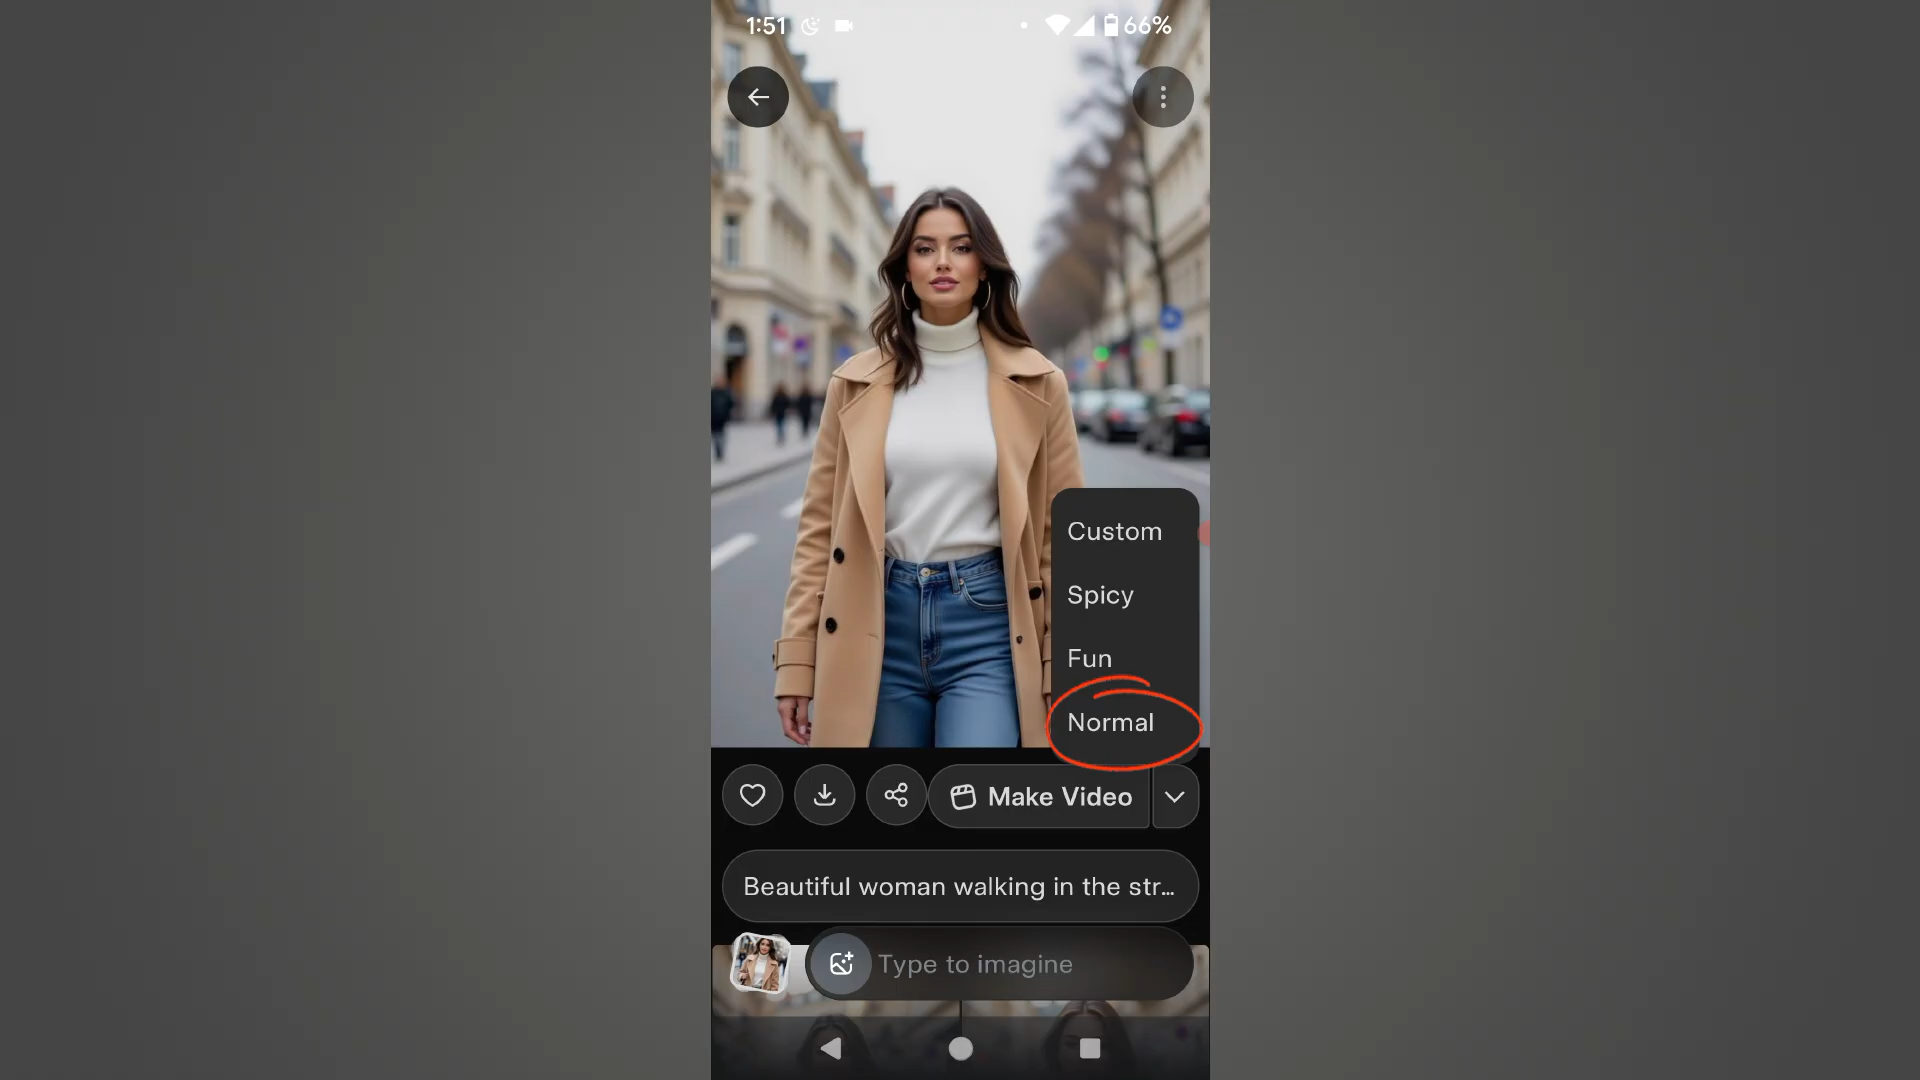 1:51
66%
Custom
Spicy
Fun
Normal
Make Video
Beautiful woman walking in the str...
Type to imagine